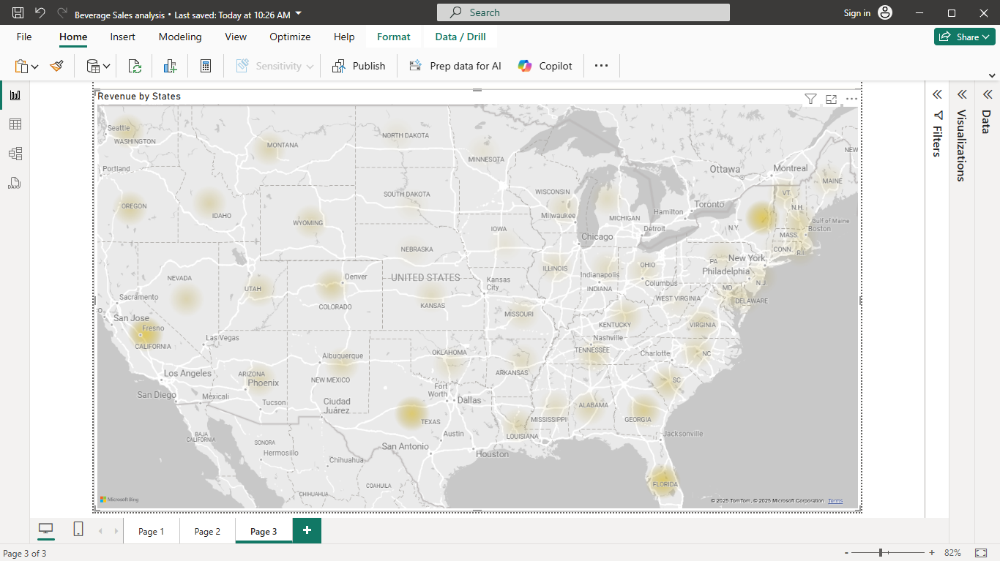 Beverage Sales analysis • Last saved: Today at 10:26 AM
Search
Sign in
File
Home
Insert
Modeling
View
Optimize
Help
Format
Data / Drill
Share
Sensitivity
Publish
Prep data for AI
Copilot
Revenue by States
Filters
Visualizations
Data
DAX
Seattle
WASHINGTON
MONTANA
NORTH DAKOTA
MINNESOTA
NEW
Portland
Ottawa
Montreal
MAINE
OREGON
IDAHO
SOUTH DAKOTA
WISCONSIN
VT.
WYOMING
Milwaukee
MICHIGAN
Hamilton
Toronto
N.H.
Gulf of Maine
IOWA
Detroit
N.Y.
MASS
Boston
Chicago
NEBRASKA
CONN.
R.I.
NEVADA
UTAH
Denver
UNITED STATES
Kansas
City
ILLINOIS
Indianapolis
INDIANA
OHIO
Columbus
PA
New York
Philadelphia
N.J.
Sacramento
COLORADO
KANSAS
MISSOURI
WEST VIRGINIA
MD
DELAWARE
CO
San Jose
Fresno
CALIFORNIA
Las Vegas
KENTUCKY
VIRGINIA
Nashville
TENNESSEE
Albuquerque
OKLAHOMA
ARKANSAS
Charlotte
NC
Los Angeles
ARIZONA
Phoenix
NEW MEXICO
SC
San Diego
Mexicali
Tucson
Ciudad
Juárez
Fort
Worth
Dallas
MISSISSIPPI
ALABAMA
GEORGIA
TEXAS
BAJA
CALIFORNIA
SONORA
Hermosillo
Austin
San Antonio
LOUISIANA
Jacksonville
Houston
Chihuahua
COAHUILA
CHIHUAHUA
FLORIDA
Microsoft Bing
© 2025 TomTom, © 2025 Microsoft Corporation Terms
Page 1
Page 2
Page 3
+
Page 3 of 3
- + 82%